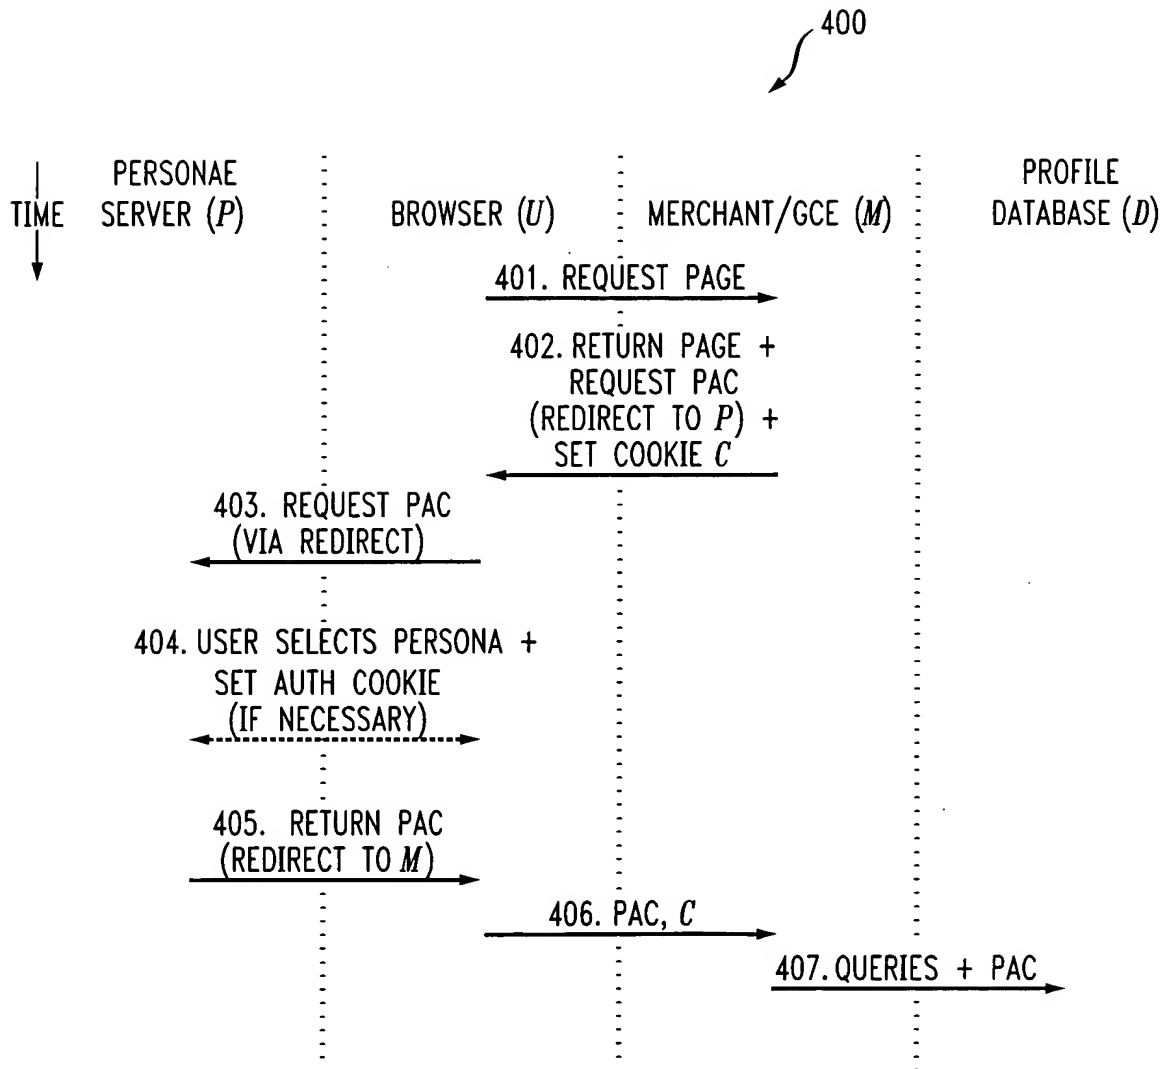 400
PERSONAE
SERVER (P)
TIME
BROWSER (U)
MERCHANT/GCE (M)
PROFILE
DATABASE (D)
401. REQUEST PAGE
402. RETURN PAGE +
REQUEST PAC
(REDIRECT TO P) +
SET COOKIE C
403. REQUEST PAC
(VIA REDIRECT)
404. USER SELECTS PERSONA +
SET AUTH COOKIE
(IF NECESSARY)
405. RETURN PAC
(REDIRECT TO M)
406. PAC, C
407. QUERIES + PAC